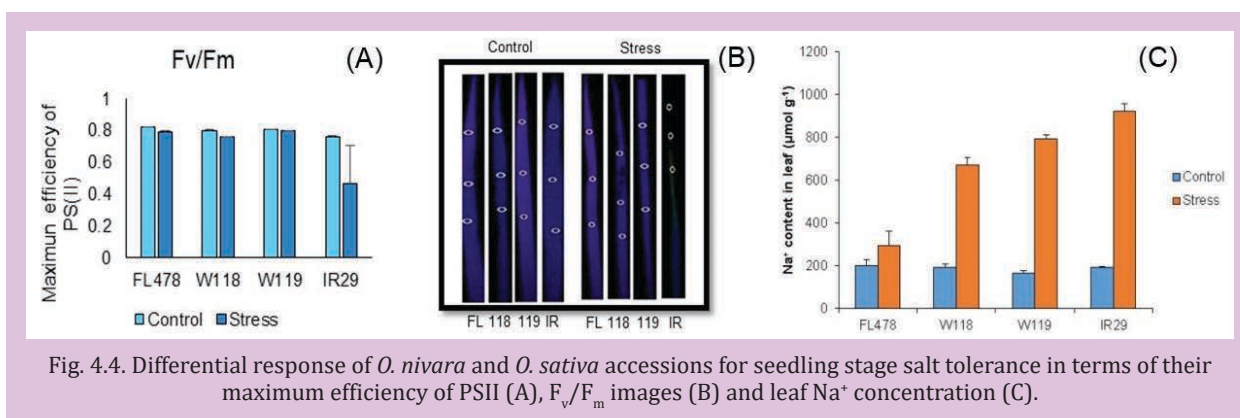 Fv/Fm
(A)
Maximun efficiency of
PS(II)
1
0.8
0.6
0.4
0.2
0
FL478 W118 W119 IR29
Control Stress
Control Stress
(B)
FL 118 119 IR FL 118 119 IR
(C)
Na⁺ content in leaf (µmol g⁻¹)
1200
1000
800
600
400
200
0
FL478 W118 W119 IR29
Control
Stress
Fig. 4.4. Differential response of O. nivara and O. sativa accessions for seedling stage salt tolerance in terms of their
maximum efficiency of PSII (A), Fᵥ/Fₘ images (B) and leaf Na⁺ concentration (C).